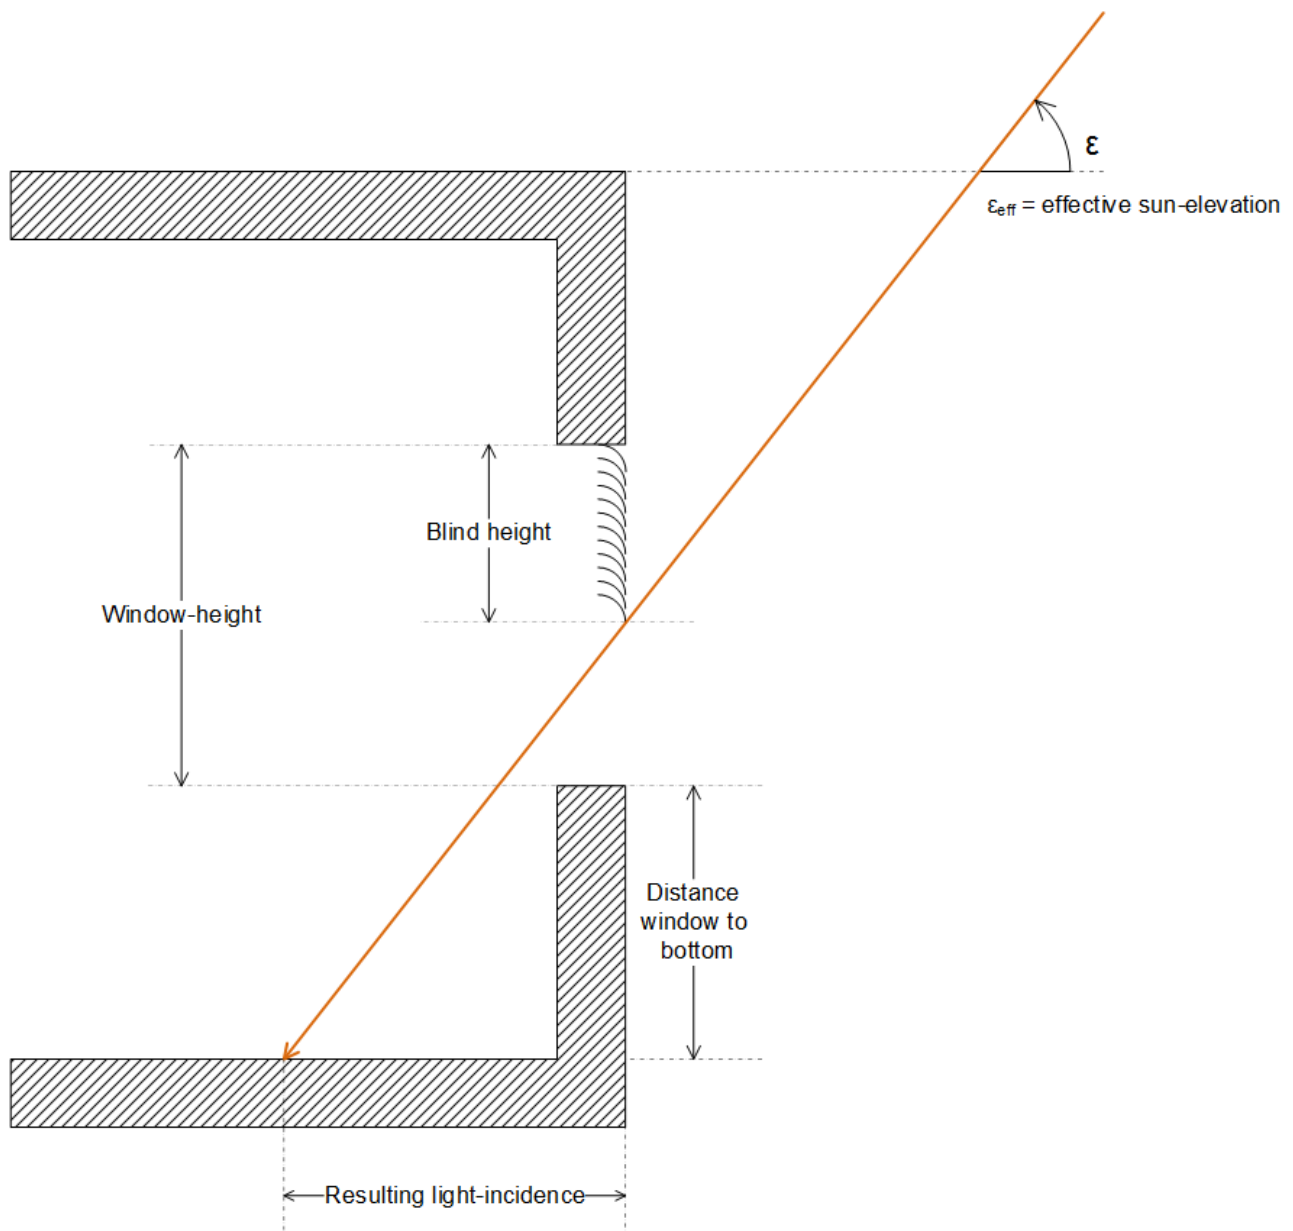 ε
εeff = effective sun-elevation
Blind height
Window-height
Distance
window to
bottom
Resulting light-incidence